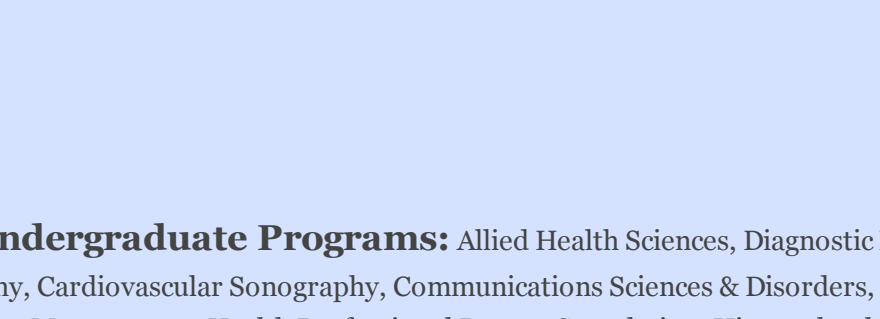 ndergraduate Programs: Allied Health Sciences, Diagnostic
hy, Cardiovascular Sonography, Communications Sciences & Disorders,